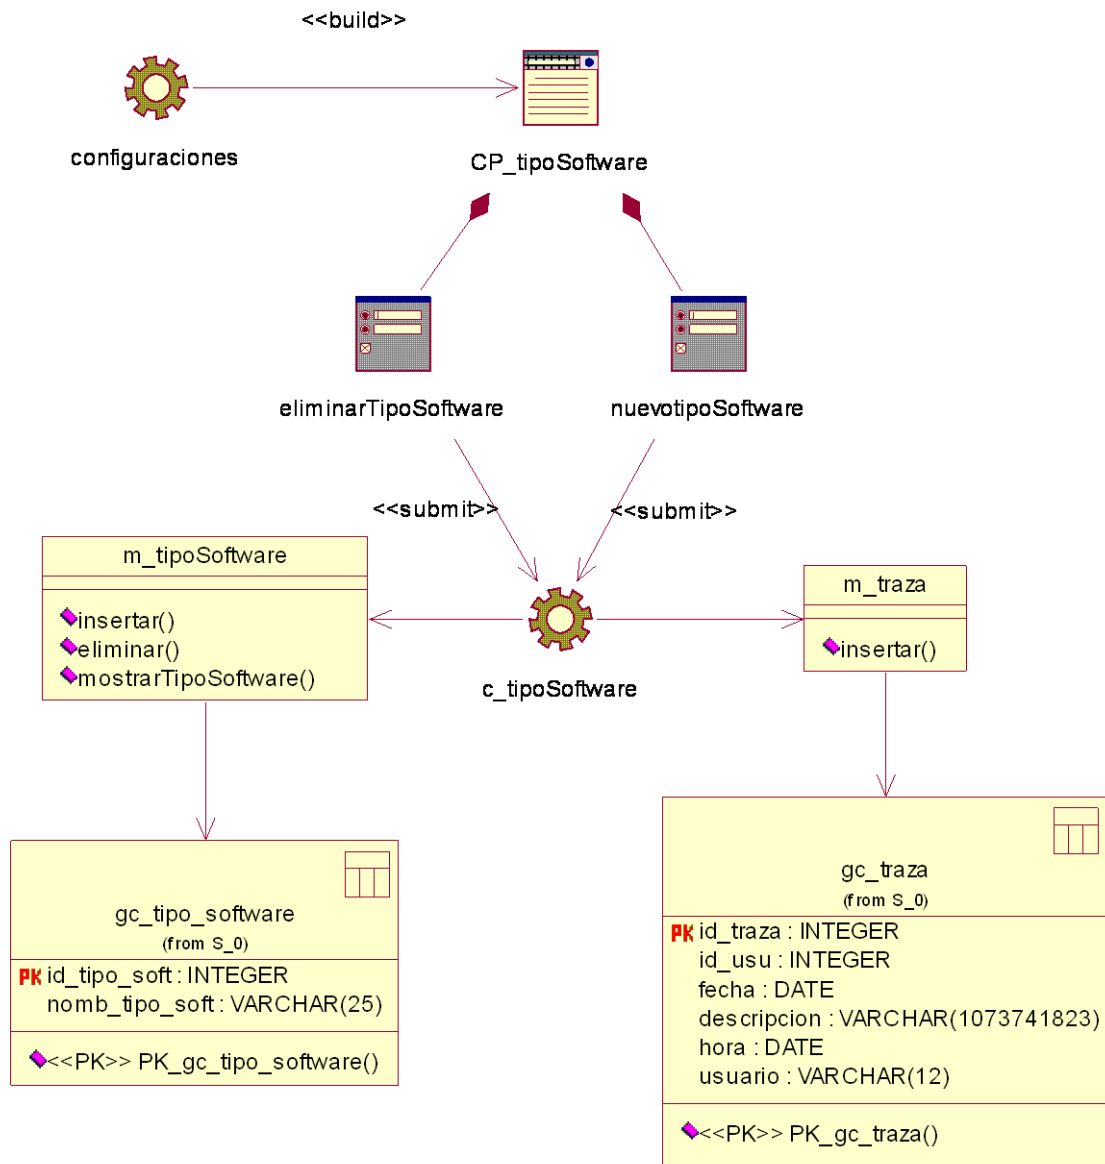 <<build>>
configuraciones
CP_tipoSoftware
eliminarTipoSoftware
nuevotipoSoftware
<<submit>>
<<submit>>
m_tipoSoftware
insertar()
eliminar()
mostrarTipoSoftware()
c_tipoSoftware
m_traza
insertar()
gc_tipo_software
(from S_0)
PK id_tipo_soft : INTEGER
nomb_tipo_soft : VARCHAR(25)
<<PK>> PK_gc_tipo_software()
gc_traza
(from S_0)
PK id_traza : INTEGER
id_usu : INTEGER
fecha : DATE
descripcion : VARCHAR(1073741823)
hora : DATE
usuario : VARCHAR(12)
<<PK>> PK_gc_traza()